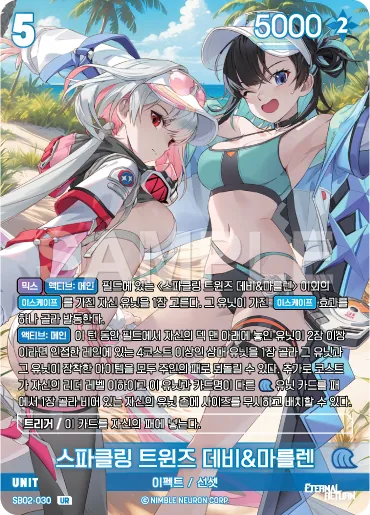 5
5000 2
SAMPLE
믹스 액티브: 메인 필드에 있는 <스파클링 트윈즈 데비&마를렌> 이외의
이스케이프 를 가진 자신 유닛을 1장 고른다. 그 유닛이 가진 이스케이프 효과를
하나 골라 발동한다.
액티브: 메인 이 턴 동안 필드에서 자신의 덱 맨 아래에 놓인 유닛이 2장 이상
이라면 인접한 레인에 있는 4코스트 이상의 상대 유닛을 1장 골라 그 유닛과
그 유닛이 장착한 아이템을 모두 주인의 패로 되돌릴 수 있다. 추가로 코스트
가 자신의 리더 레벨 이하이고 이 유닛과 카드명이 다른 유닛 카드를 패
에서 1장 골라 비어 있는 자신의 유닛 존에 사이즈를 무시하고 배치할 수 있다.
트리거 / 이 카드를 자신의 패에 넣는다.
스파클링 트윈즈 데비&마를렌
UNIT
이펙트 / 선셋
SB02-030 UR
© NIMBLE NEURON CORP.
ETERNAL RETURN